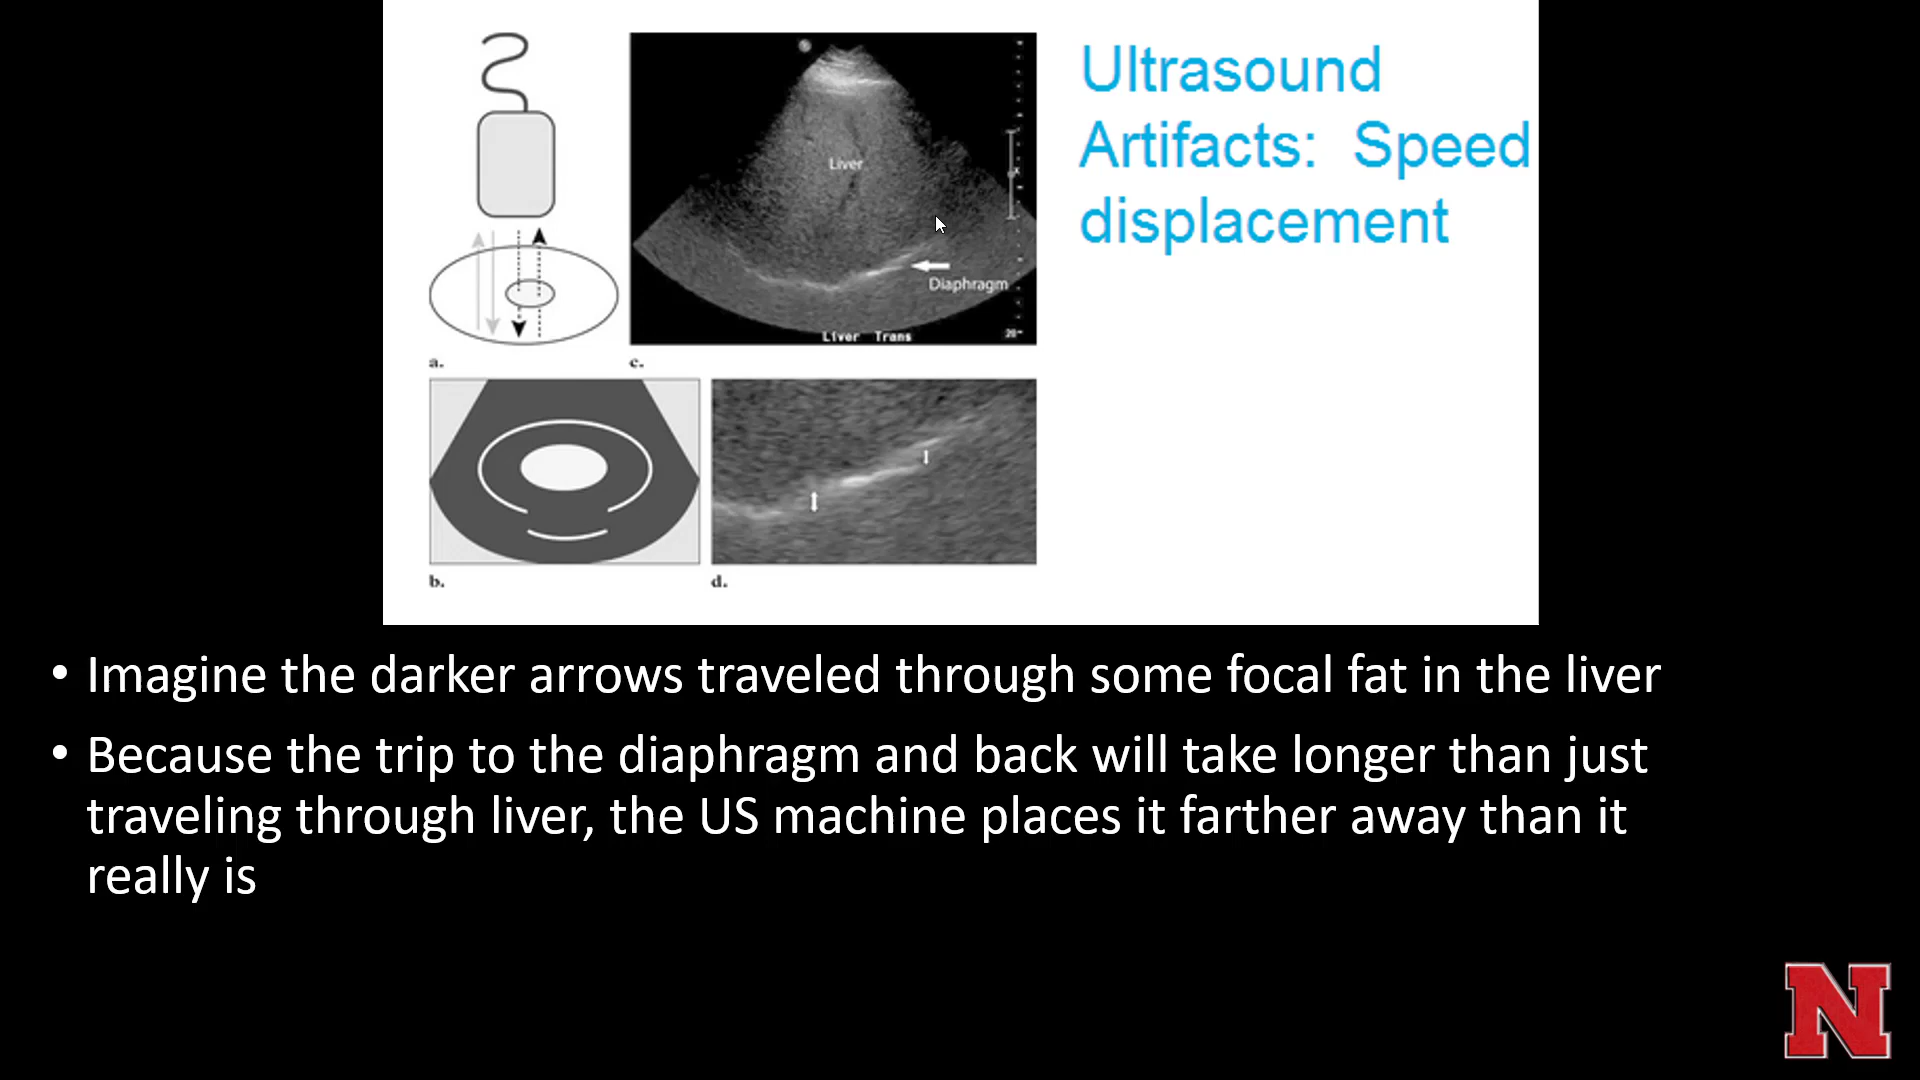 Ultrasound
Artifacts: Speed
displacement
Liver
Diaphragm
Liver Trans
a.
c.
b.
d.
• Imagine the darker arrows traveled through some focal fat in the liver
• Because the trip to the diaphragm and back will take longer than just
traveling through liver, the US machine places it farther away than it
really is
N